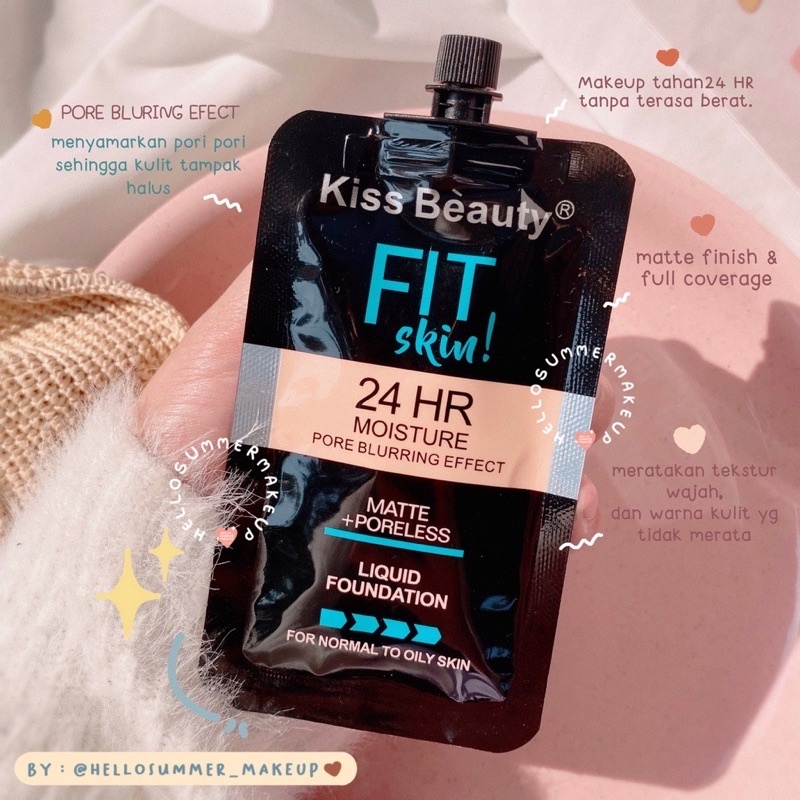 PORE BLURING EFECT
menyamarkan pori pori
sehingga kulit tampak
halus
Makeup tahan24 HR
tanpa terasa berat.
matte finish &
full coverage
meratakan tekstur
wajah,
dan warna kulit yg
tidak merata
Kiss Bèauty®
FIT
skin!
24 HR
MOISTURE
PORE BLURRING EFFECT
MATTE
+PORELESS
LIQUID
FOUNDATION
FOR NORMAL TO OILY SKIN
HELLOSUMMERMAKEUP
HELLOSUMMERMAKEUP
BY : @HELLOSUMMER_MAKEUP